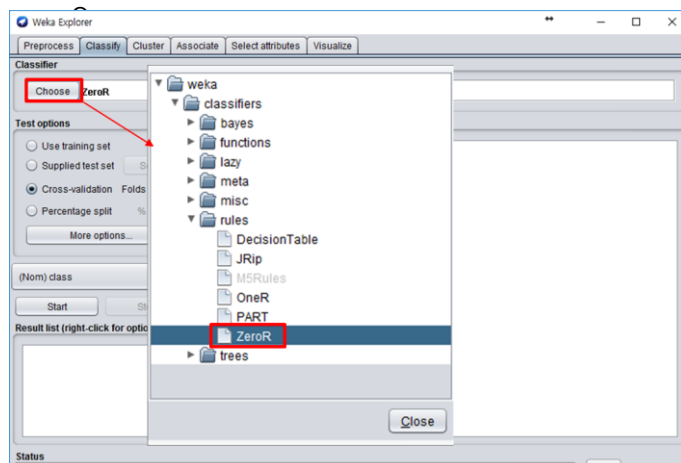 Weka Explorer
Preprocess Classify Cluster Associate Select attributes Visualize
Classifier
Choose ZeroR
Test options
Use training set
Supplied test set
Cross-validation Folds
Percentage split %
More options...
(Nom) class
Start
Result list (right-click for optio
Status
weka
classifiers
bayes
functions
lazy
meta
misc
rules
DecisionTable
JRip
M5Rules
OneR
PART
ZeroR
trees
Close